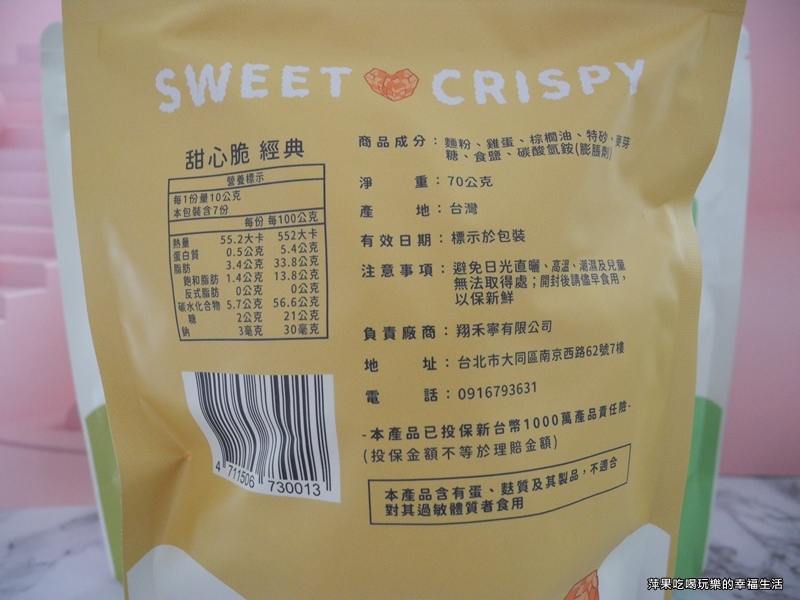 SWEET CRISPY
甜心脆 經典
營養標示
每1份量10公克
本包裝含7份
每份 每100公克
熱量 55.2大卡 552大卡
蛋白質 0.5公克 5.4公克
脂肪 3.4公克 33.8公克
飽和脂肪 1.4公克 13.8公克
反式脂肪 0公克 0公克
碳水化合物 5.7公克 56.6公克
糖 2公克 21公克
鈉 3毫克 30毫克
4 711506 730013
商品成分:麵粉、雞蛋、棕櫚油、特砂、麥芽
糖、食鹽、碳酸氫銨(膨脹劑)
淨重:70公克
產地:台灣
有效日期:標示於包裝
注意事項:避免日光直曬、高溫、潮濕及兒童
無法取得處;開封後請儘早食用,
以保新鮮
負責廠商:翔禾寧有限公司
地址:台北市大同區南京西路62號7樓
電話:0916793631
-本產品已投保新台幣1000萬產品責任險-
(投保金額不等於理賠金額)
本產品含有蛋、麩質及其製品,不適合
對其過敏體質者食用
萍果吃喝玩樂的幸福生活